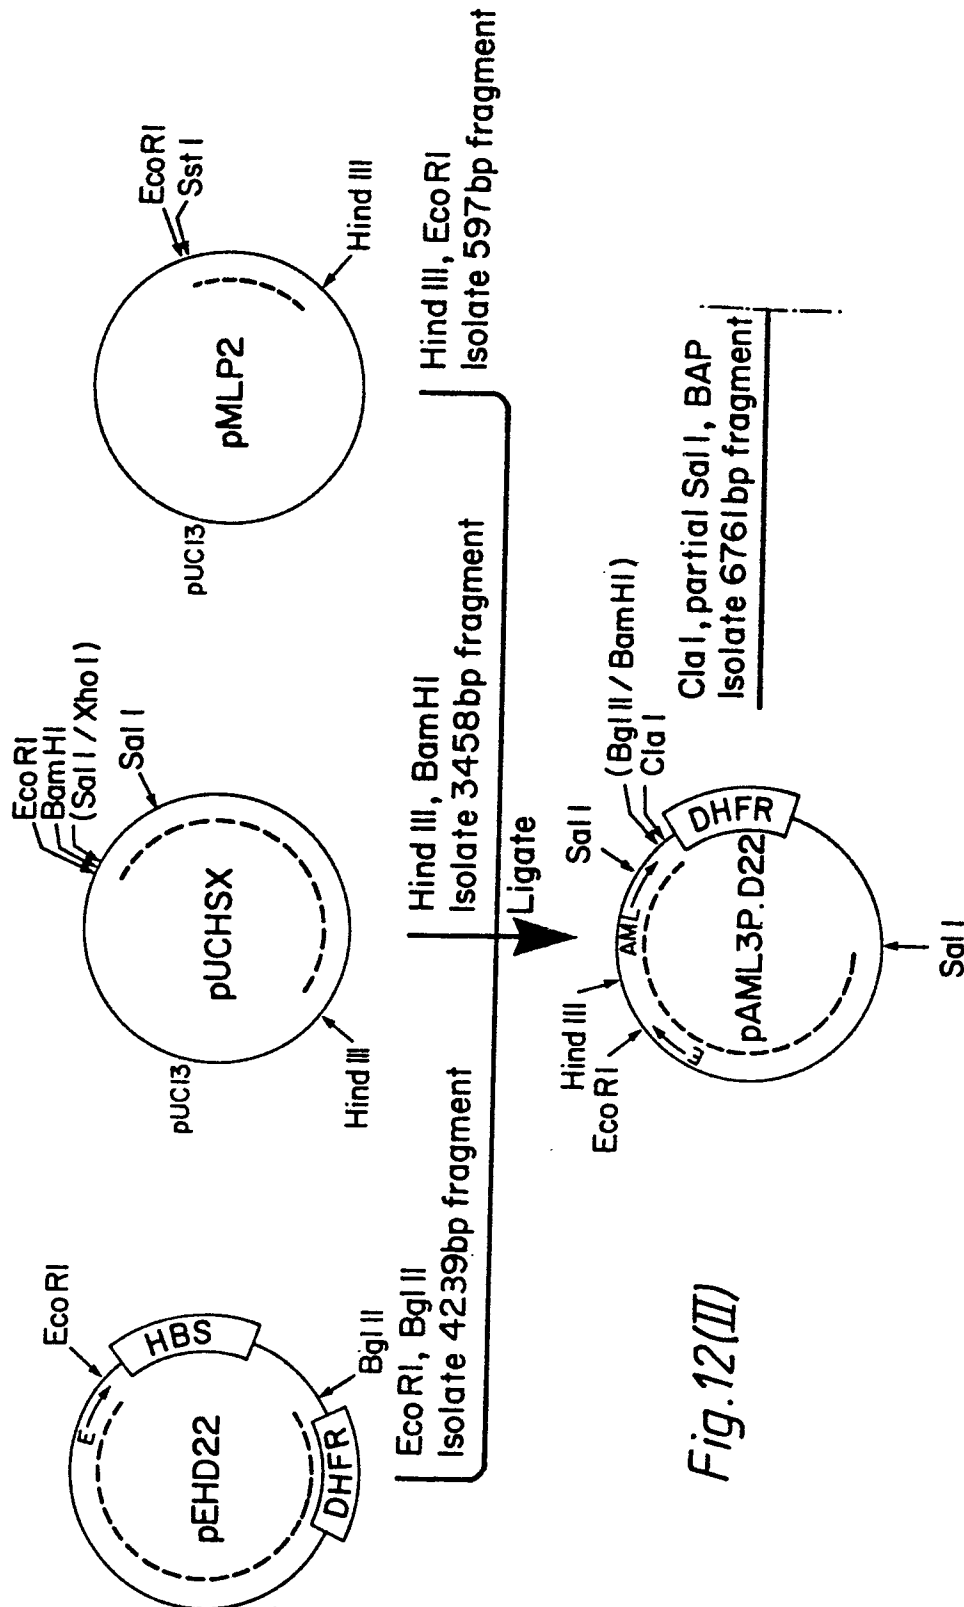 EcoRI
E
HBS
pEHD22
BglII
DHFR
EcoRI, BglII
Isolate 4239bp fragment
EcoRI
BamHI
(SalI/XhoI)
SalI
pUC13
pUCHSX
Hind III
Hind III, BamHI
Isolate 3458bp fragment
EcoRI
SstI
pUC13
pMLP2
Hind III
Hind III, EcoRI
Isolate 597bp fragment
Ligate
Hind III
EcoRI
E
AML
SalI
(BglII/BamHI)
ClaI
DHFR
pAML3P.D22
SalI
ClaI, partial SalI, BAP
Isolate 6761bp fragment
Fig. 12(II)